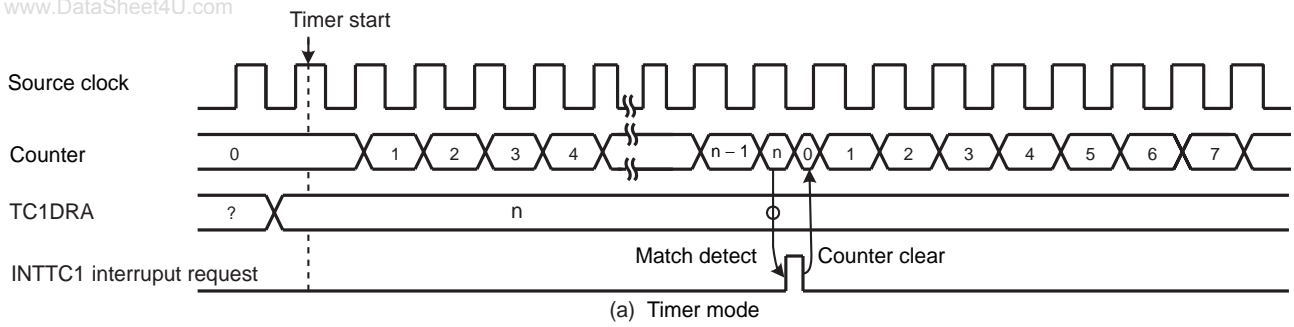 www.DataSheet4U.com
Timer start
Source clock
Counter 0 1 2 3 4 n – 1 n 0 1 2 3 4 5 6 7
TC1DRA ? n
Match detect Counter clear
INTTC1 interruput request
(a) Timer mode